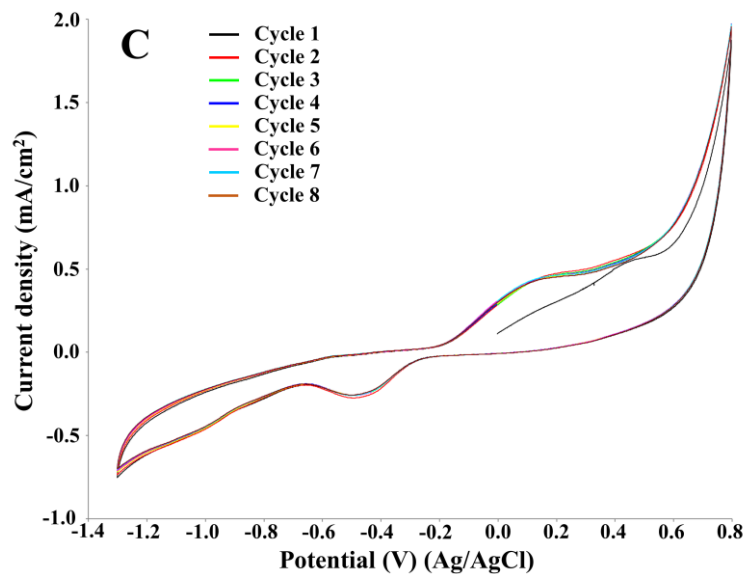 C
Cycle 1
Cycle 2
Cycle 3
Cycle 4
Cycle 5
Cycle 6
Cycle 7
Cycle 8
Current density (mA/cm²)
2.0
1.5
1.0
0.5
0.0
-0.5
-1.0
-1.4 -1.2 -1.0 -0.8 -0.6 -0.4 -0.2 0.0 0.2 0.4 0.6 0.8
Potential (V) (Ag/AgCl)